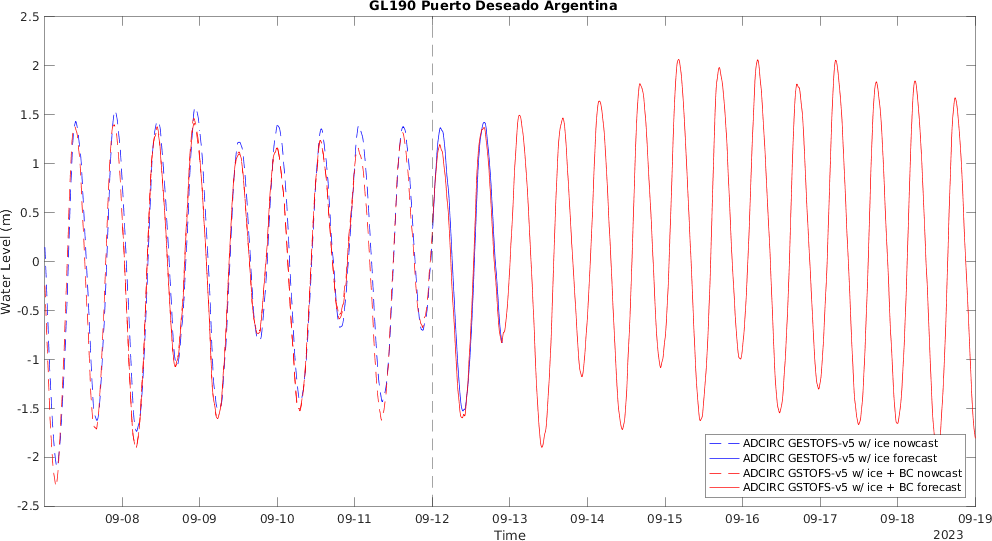 GL190 Puerto Deseado Argentina
2.5
2
1.5
1
0.5
0
-0.5
-1
-1.5
-2
-2.5
Water Level (m)
09-08 09-09 09-10 09-11 09-12 09-13 09-14 09-15 09-16 09-17 09-18 09-19
Time
2023
ADCIRC GESTOFS-v5 w/ ice nowcast
ADCIRC GESTOFS-v5 w/ ice forecast
ADCIRC GSTOFS-v5 w/ ice + BC nowcast
ADCIRC GSTOFS-v5 w/ ice + BC forecast